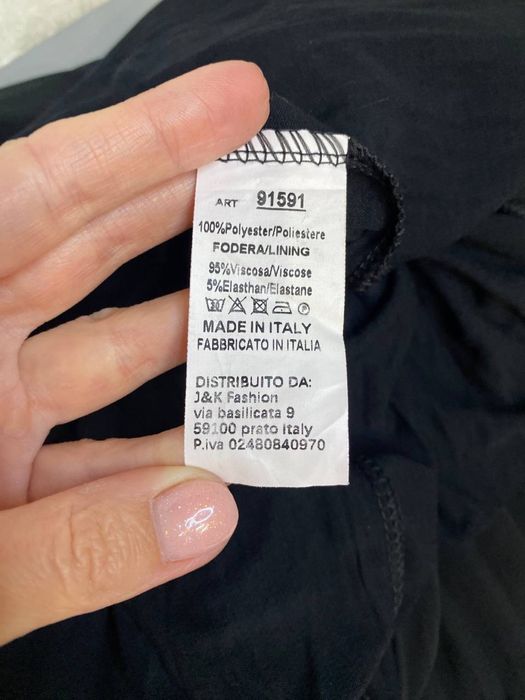 ART 91591
100%Polyester/Poliestere
FODERA/LINING
95%Viscosa/Viscose
5%Elasthan/Elastane
MADE IN ITALY
FABBRICATO IN ITALIA
DISTRIBUITO DA:
J&K Fashion
via basilicata 9
59100 prato italy
P.iva 02480840970